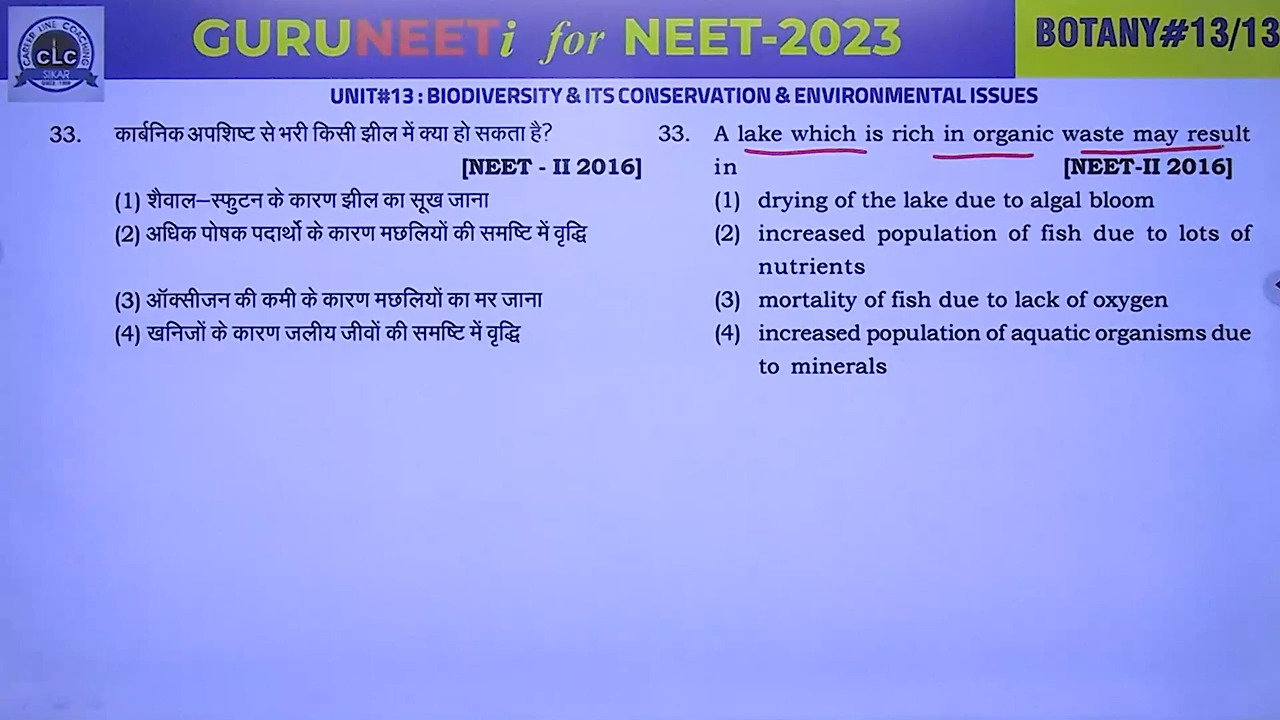 CAREER LINE COACHING
CLC
SIKAR
GURUNEETi for NEET-2023
BOTANY#13/13
UNIT#13 : BIODIVERSITY & ITS CONSERVATION & ENVIRONMENTAL ISSUES
33. कार्बनिक अपशिष्ट से भरी किसी झील में क्या हो सकता है?
[NEET - II 2016]
(1) शैवाल–स्फुटन के कारण झील का सूख जाना
(2) अधिक पोषक पदार्थो के कारण मछलियों की समष्टि में वृद्धि
(3) ऑक्सीजन की कमी के कारण मछलियों का मर जाना
(4) खनिजों के कारण जलीय जीवों की समष्टि में वृद्धि
33. A lake which is rich in organic waste may result
in [NEET-II 2016]
(1) drying of the lake due to algal bloom
(2) increased population of fish due to lots of
nutrients
(3) mortality of fish due to lack of oxygen
(4) increased population of aquatic organisms due
to minerals